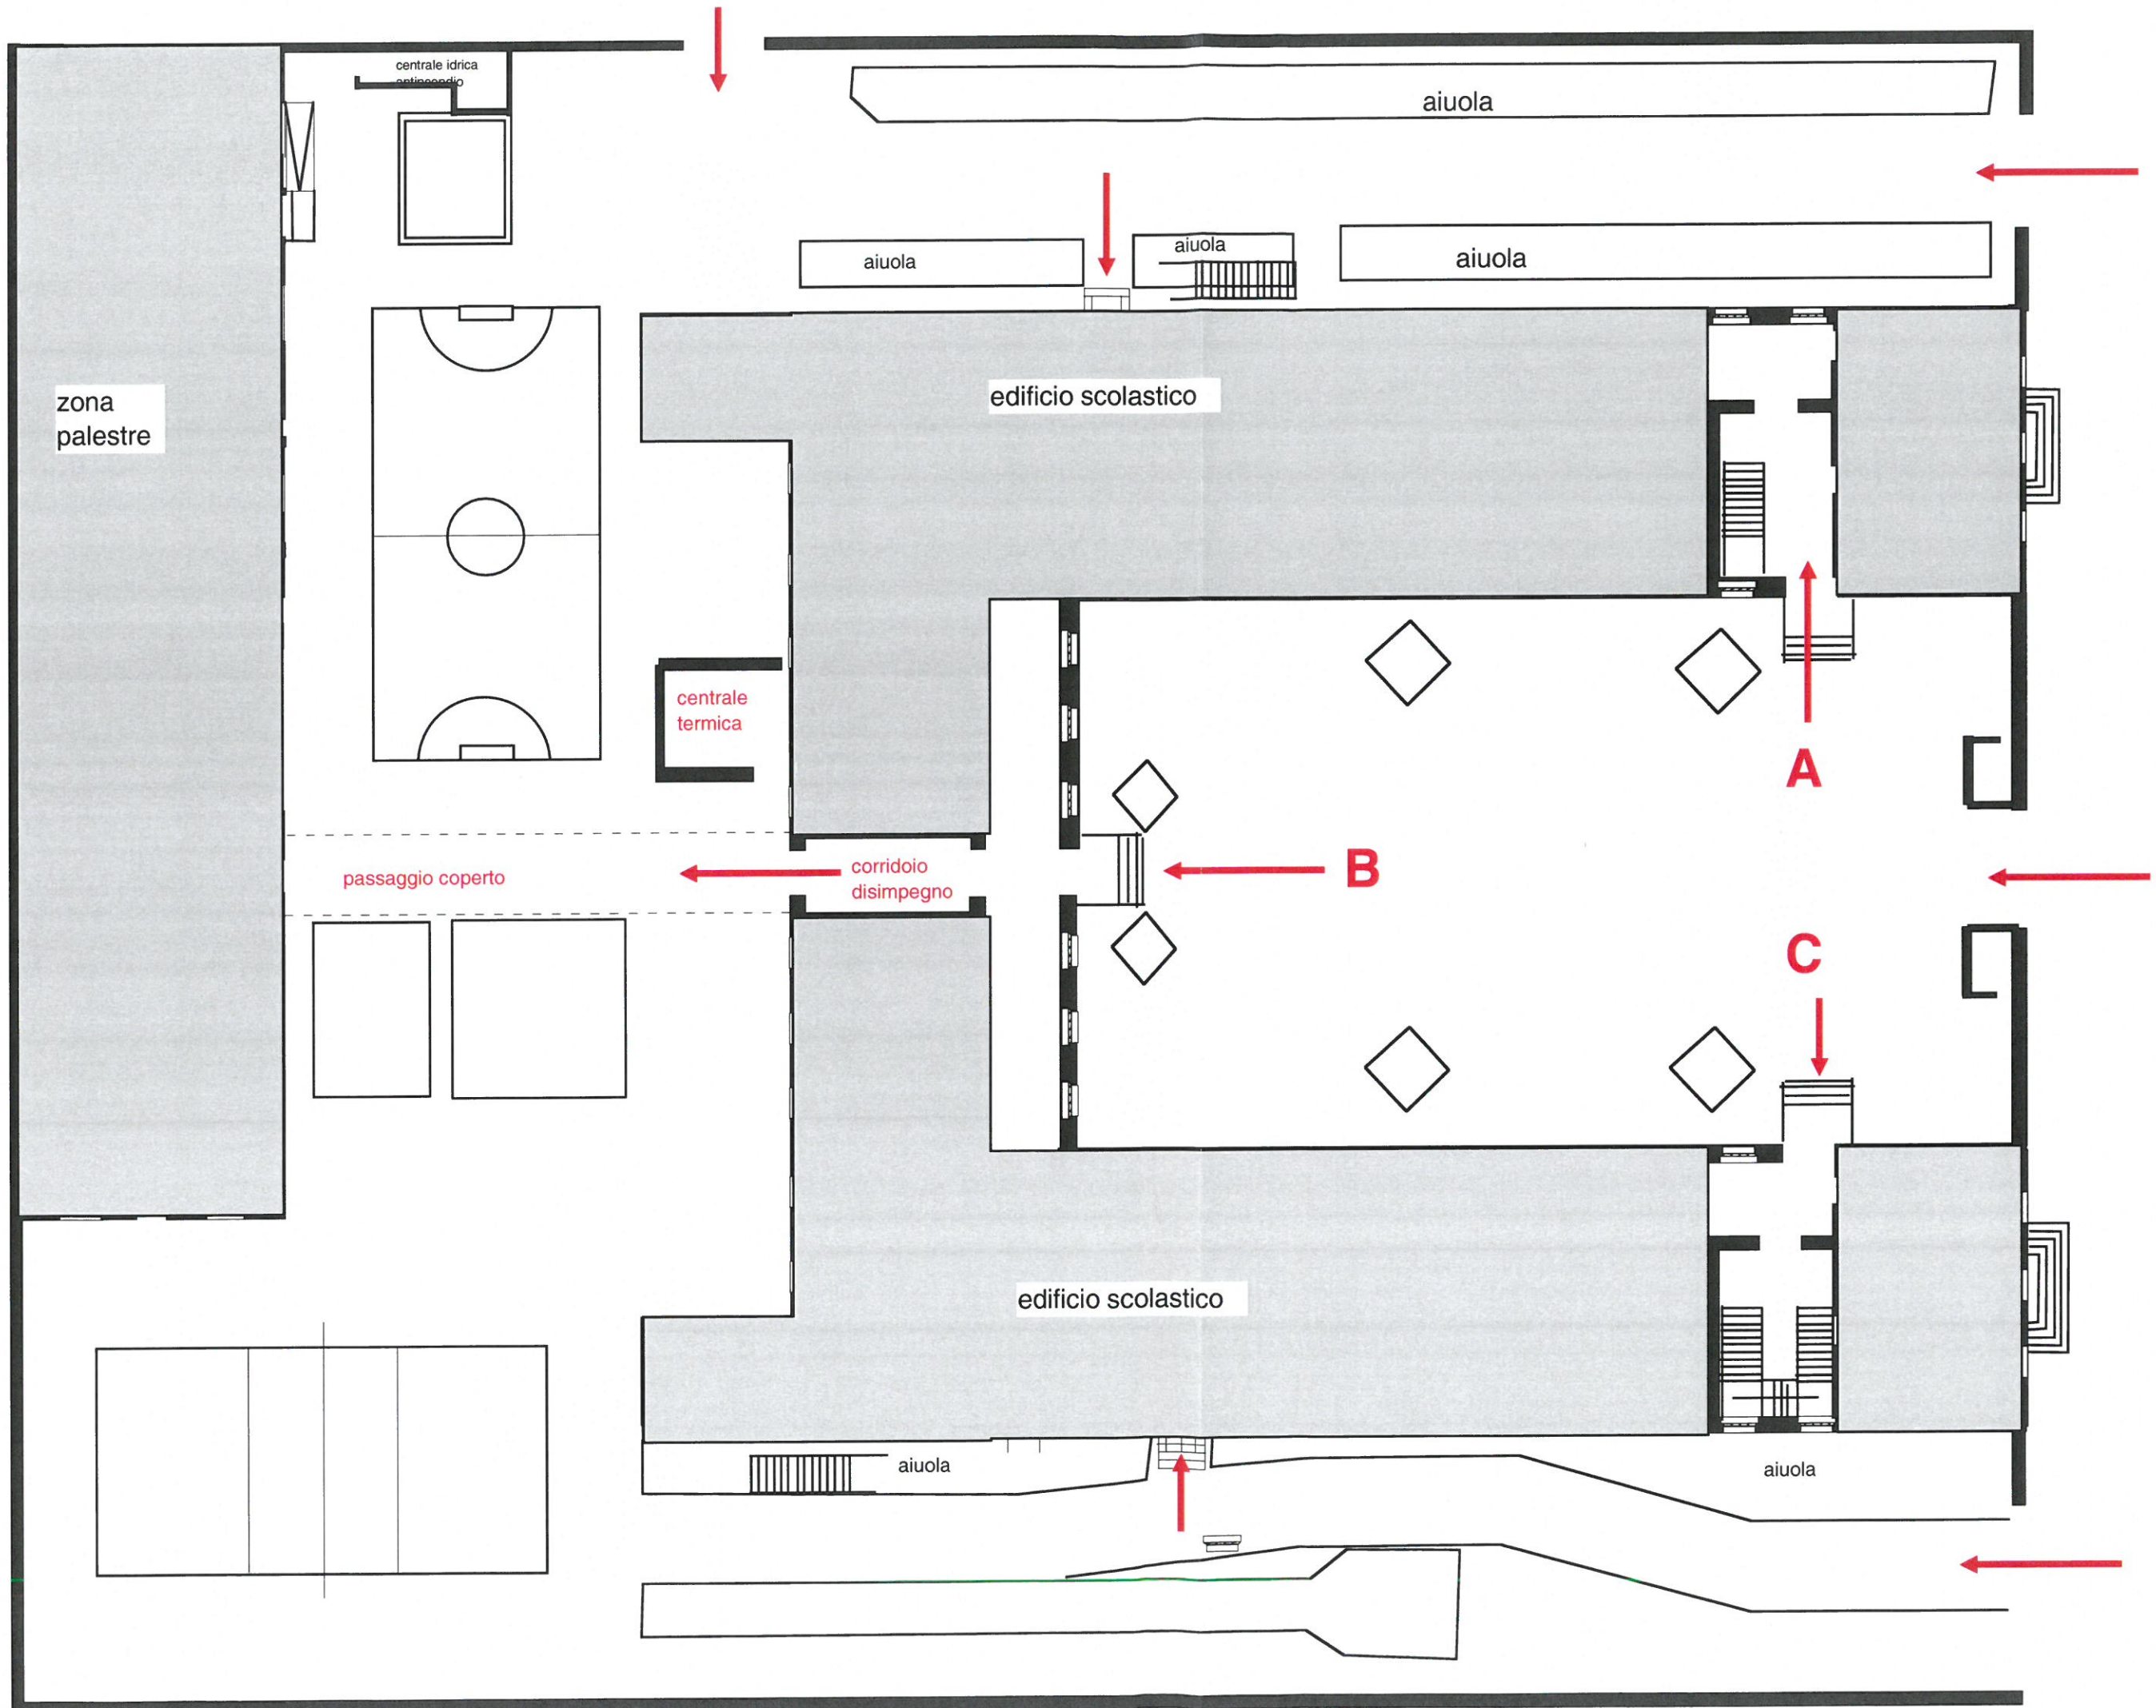 centrale idrica
antincendio
aiuola
aiuola
aiuola
aiuola
edificio scolastico
zona
palestre
centrale
termica
A
passaggio coperto
corridoio
disimpegno
B
C
edificio scolastico
aiuola
aiuola